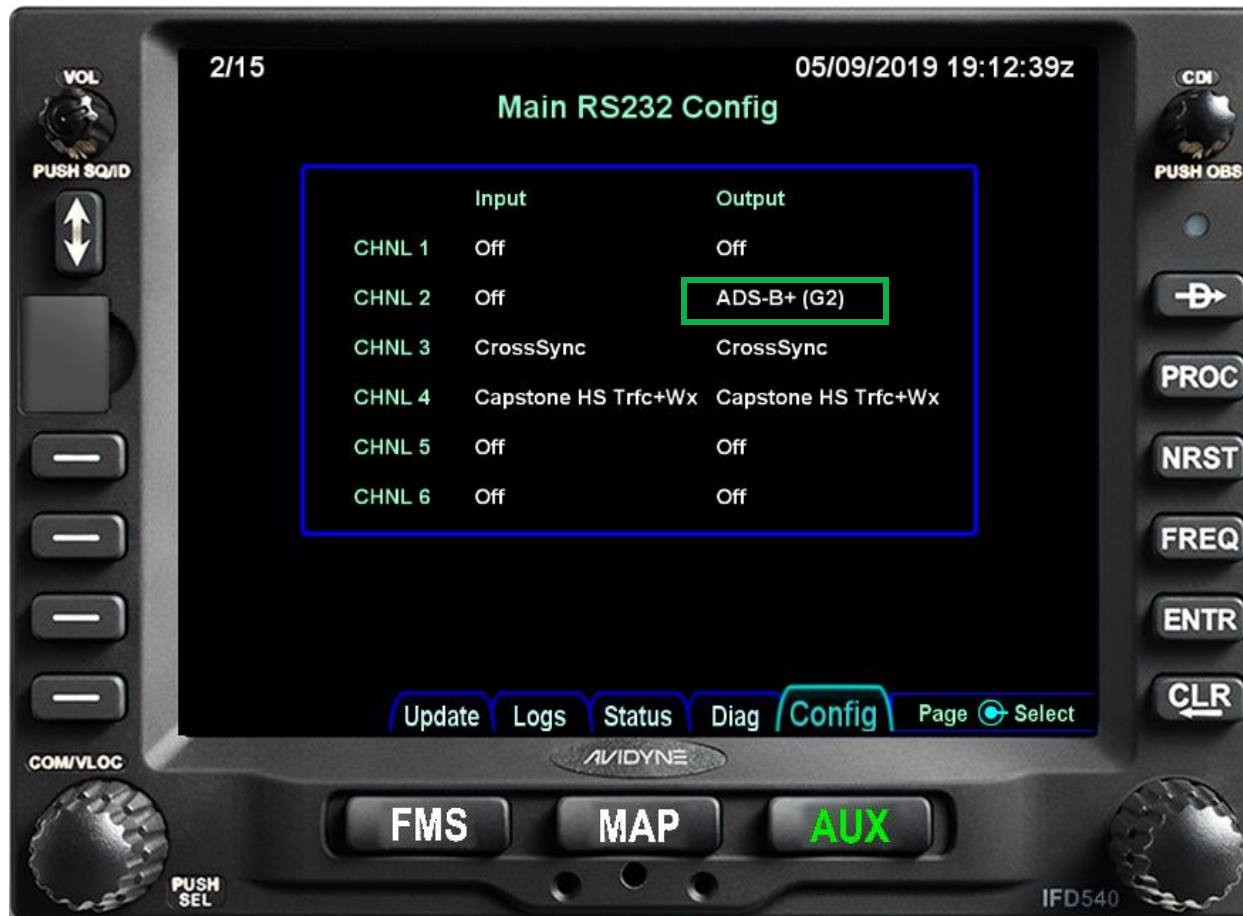 VOL
CDI
2/15 05/09/2019 19:12:39z
Main RS232 Config
PUSH SQ/ID
PUSH OBS
Input Output
CHNL 1 Off Off
CHNL 2 Off ADS-B+ (G2)
CHNL 3 CrossSync CrossSync
CHNL 4 Capstone HS Trfc+Wx Capstone HS Trfc+Wx
CHNL 5 Off Off
CHNL 6 Off Off
D
PROC
NRST
FREQ
ENTR
CLR
Update Logs Status Diag Config Page Select
COM/VLOC
AVIDYNE
FMS MAP AUX
PUSH
SEL
IFD540